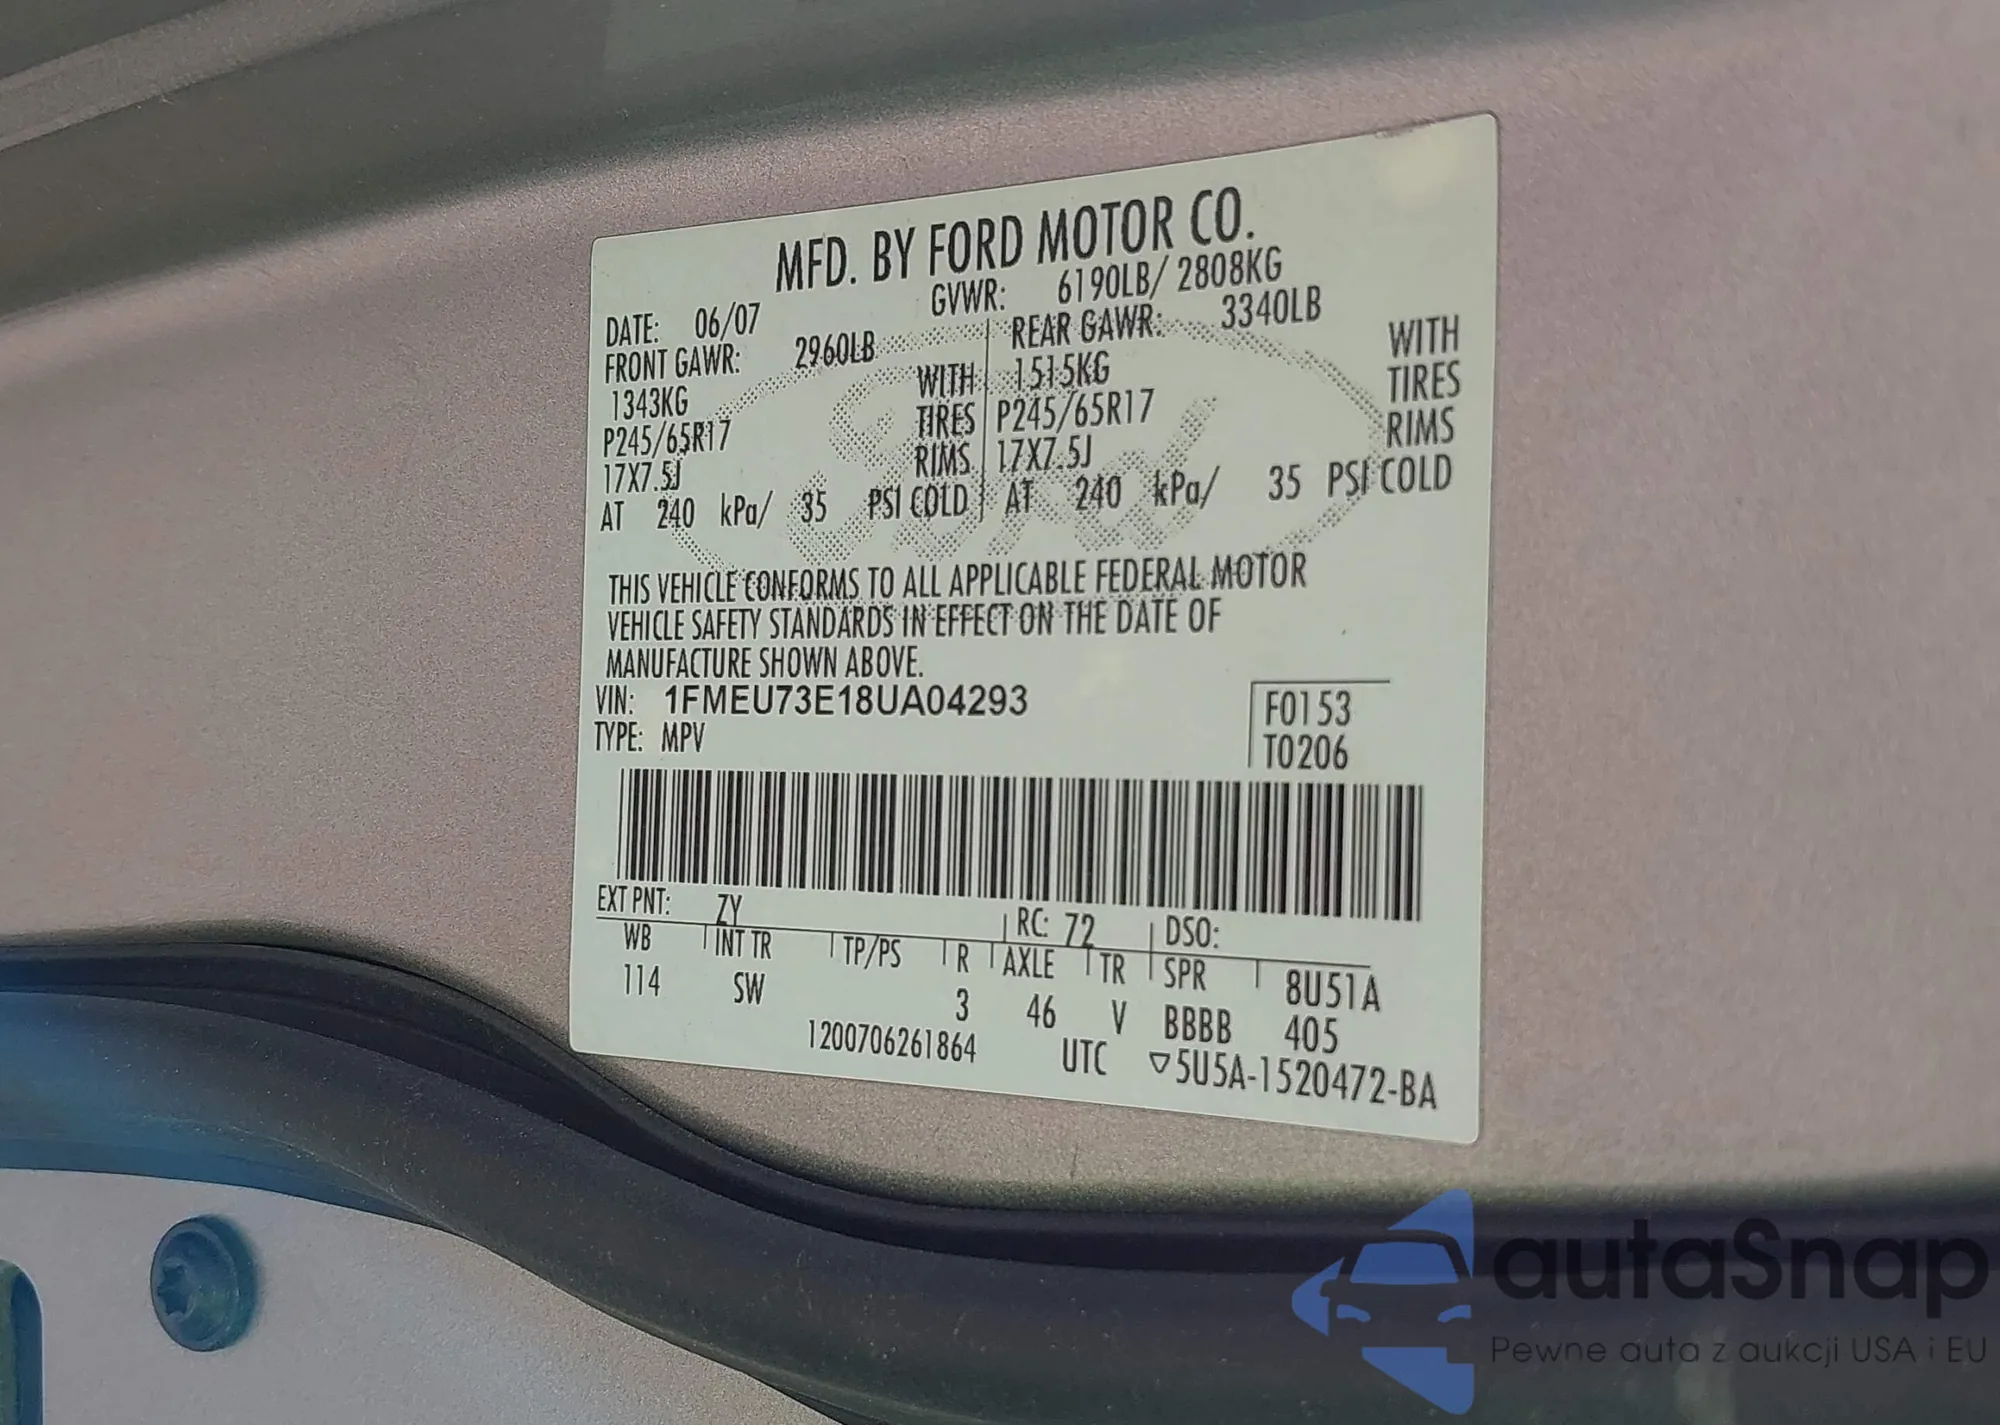 MFD. BY FORD MOTOR CO.
DATE: 06/07 GVWR: 6190LB/ 2808KG
FRONT GAWR: 2960LB REAR GAWR: 3340LB
1343KG WITH 1515KG WITH
P245/65R17 TIRES P245/65R17 TIRES
17X7.5J RIMS 17X7.5J RIMS
AT 240 kPa/ 35 PSI COLD AT 240 kPa/ 35 PSI COLD
THIS VEHICLE CONFORMS TO ALL APPLICABLE FEDERAL MOTOR
VEHICLE SAFETY STANDARDS IN EFFECT ON THE DATE OF
MANUFACTURE SHOWN ABOVE.
VIN: 1FMEU73E18UA04293 F0153
TYPE: MPV T0206
EXT PNT: ZY RC: 72 DSO:
WB INT TR TP/PS R AXLE TR SPR 8U51A
114 SW 3 46 V BBBB 405
1200706261864 UTC ▽5U5A-1520472-BA
Ford
autaSnap
Pewne auta z aukcji USA i EU